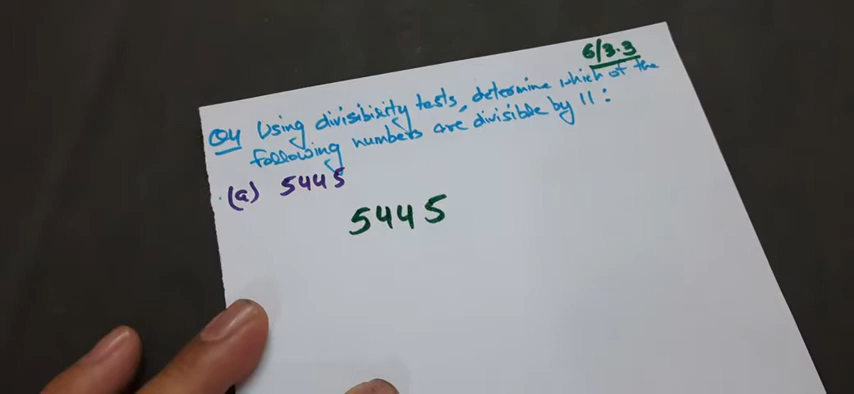 6/3.3
Q4 Using divisibility tests, determine which of the
following numbers are divisible by 11:
(a) 5445
5445